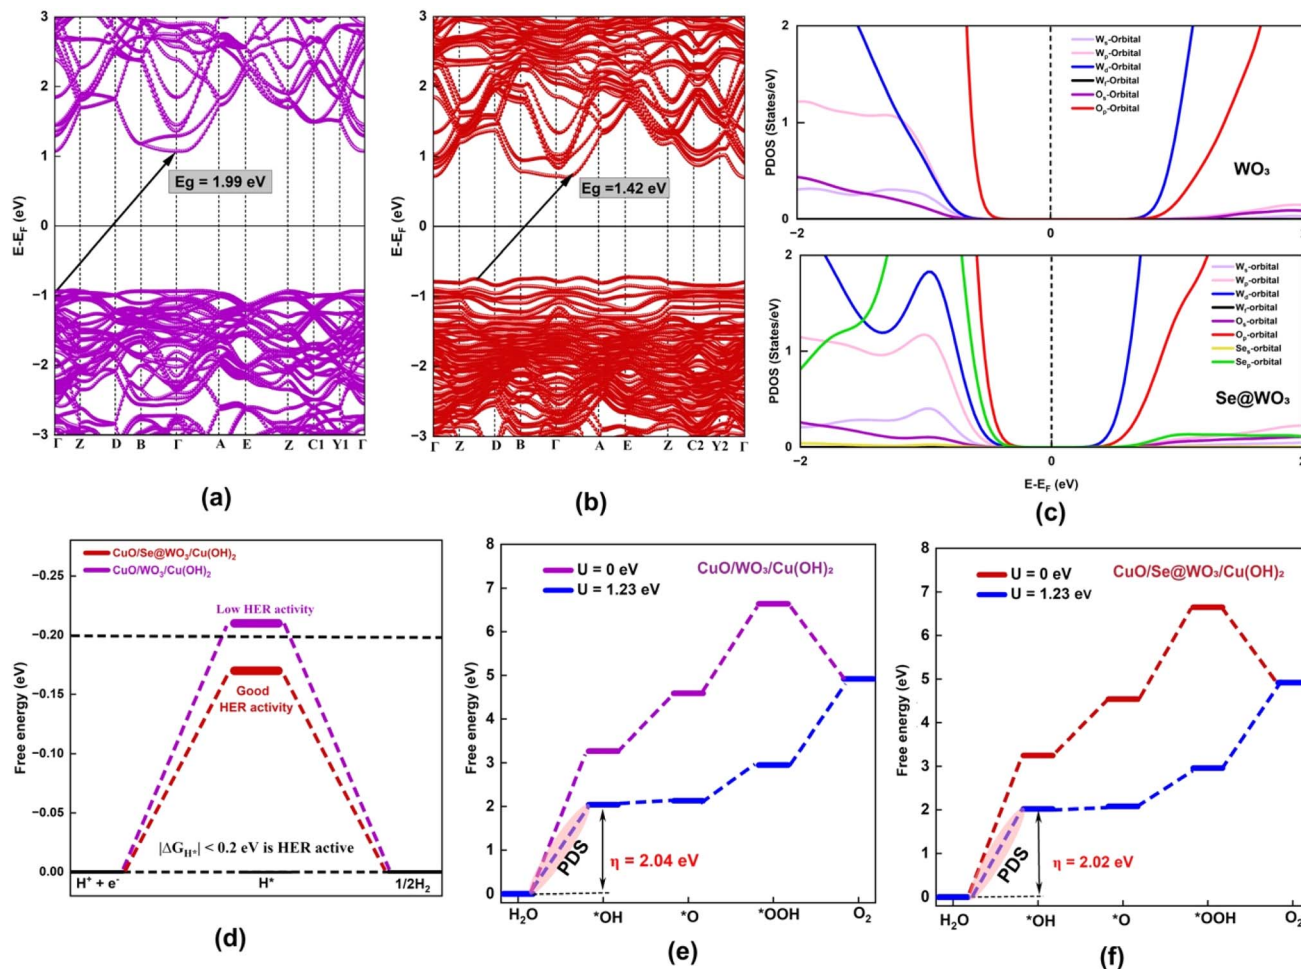 3
2
1
0
−1
−2
−3
E-E_F (eV)
Eg = 1.99 eV
Γ Z D B Γ A E Z C1 Y1 Γ
(a)
3
2
1
0
−1
−2
−3
E-E_F (eV)
Eg =1.42 eV
Γ Z D B Γ A E Z C2 Y2 Γ
(b)
2
1
0
PDOS (States/eV)
W_s-Orbital
W_p-Orbital
W_d-Orbital
W_f-Orbital
O_s-Orbital
O_p-Orbital
WO₃
−2 0 2
2
1
0
PDOS (States/eV)
W_s-orbital
W_p-orbital
W_d-orbital
W_f-orbital
O_s-orbital
O_p-orbital
Se_s-orbital
Se_p-orbital
Se@WO₃
−2 0 2
E-E_F (eV)
(c)
CuO/Se@WO₃/Cu(OH)₂
CuO/WO₃/Cu(OH)₂
−0.25
−0.20
−0.15
−0.10
−0.05
0.00
Free energy (eV)
Low HER activity
Good
HER activity
|ΔG_H*| < 0.2 eV is HER active
H⁺ + e⁻ H* 1/2H₂
(d)
8
7
6
5
4
3
2
1
0
Free energy (eV)
CuO/WO₃/Cu(OH)₂
U = 0 eV
U = 1.23 eV
PDS
η = 2.04 eV
H₂O *OH *O *OOH O₂
(e)
8
7
6
5
4
3
2
1
0
Free energy (eV)
CuO/Se@WO₃/Cu(OH)₂
U = 0 eV
U = 1.23 eV
PDS
η = 2.02 eV
H₂O *OH *O *OOH O₂
(f)